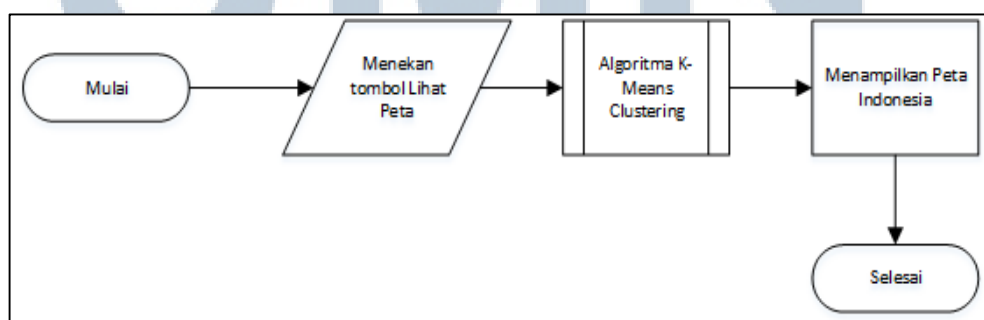 Mulai
Menekan
tombol Lihat
Peta
Algoritma K-
Means
Clustering
Menampilkan Peta
Indonesia
Selesai